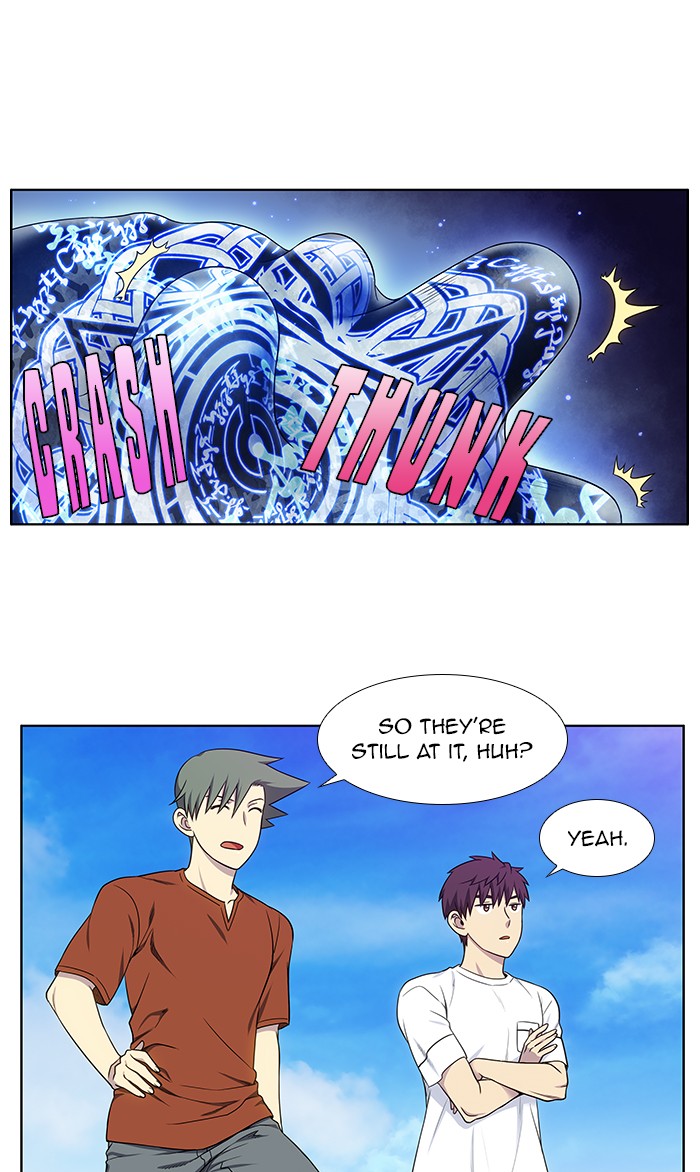 CRASH
THUNK
SO THEY'RE
STILL AT IT, HUH?
YEAH.